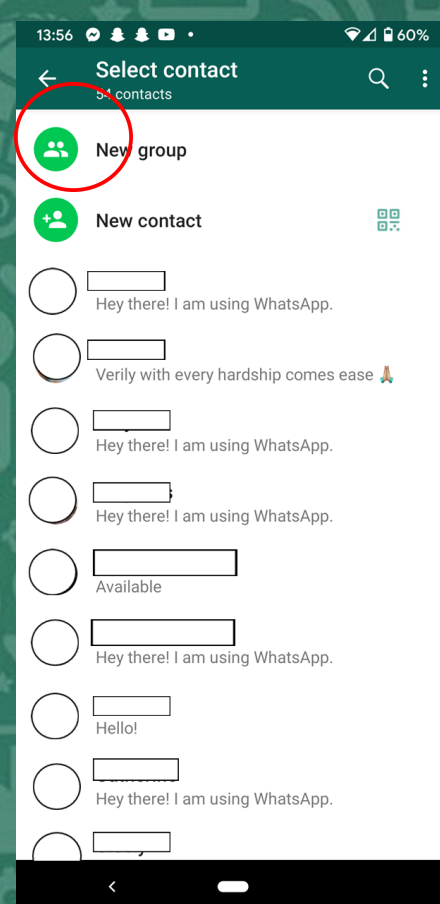 13:56
60%
Select contact
54 contacts
New group
New contact
Hey there! I am using WhatsApp.
Verily with every hardship comes ease 🙏🏽
Hey there! I am using WhatsApp.
Hey there! I am using WhatsApp.
Available
Hey there! I am using WhatsApp.
Hello!
Hey there! I am using WhatsApp.